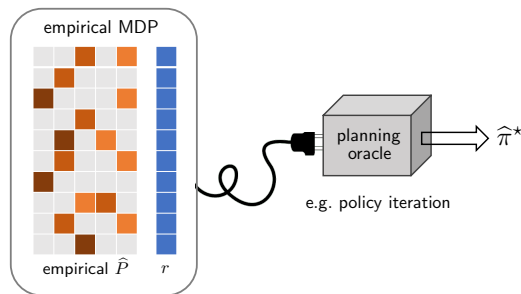 empirical MDP
planning
oracle
π̂⋆
e.g. policy iteration
empirical P̂
r